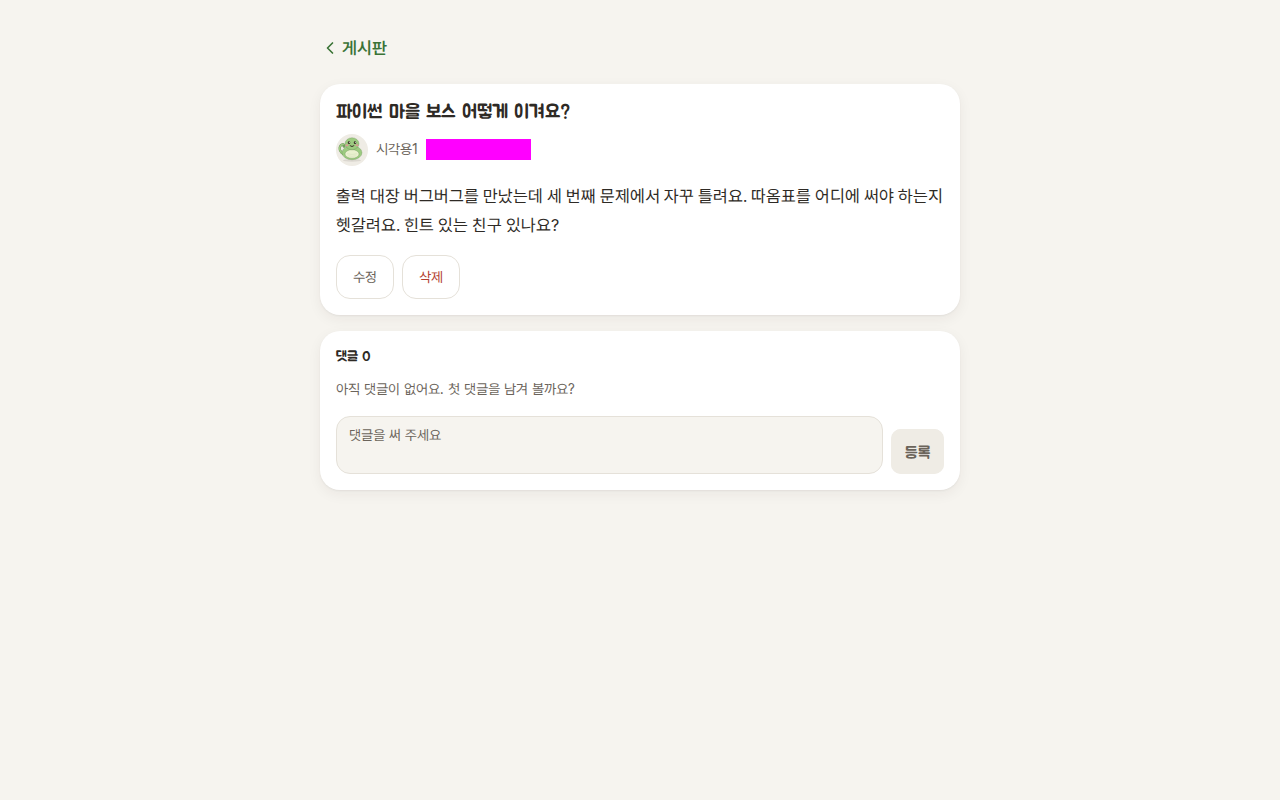 게시판
파이썬 마을 보스 어떻게 이겨요?
시각용1
출력 대장 버그버그를 만났는데 세 번째 문제에서 자꾸 틀려요. 따옴표를 어디에 써야 하는지
헷갈려요. 힌트 있는 친구 있나요?
수정 삭제
댓글 0
아직 댓글이 없어요. 첫 댓글을 남겨 볼까요?
댓글을 써 주세요
등록